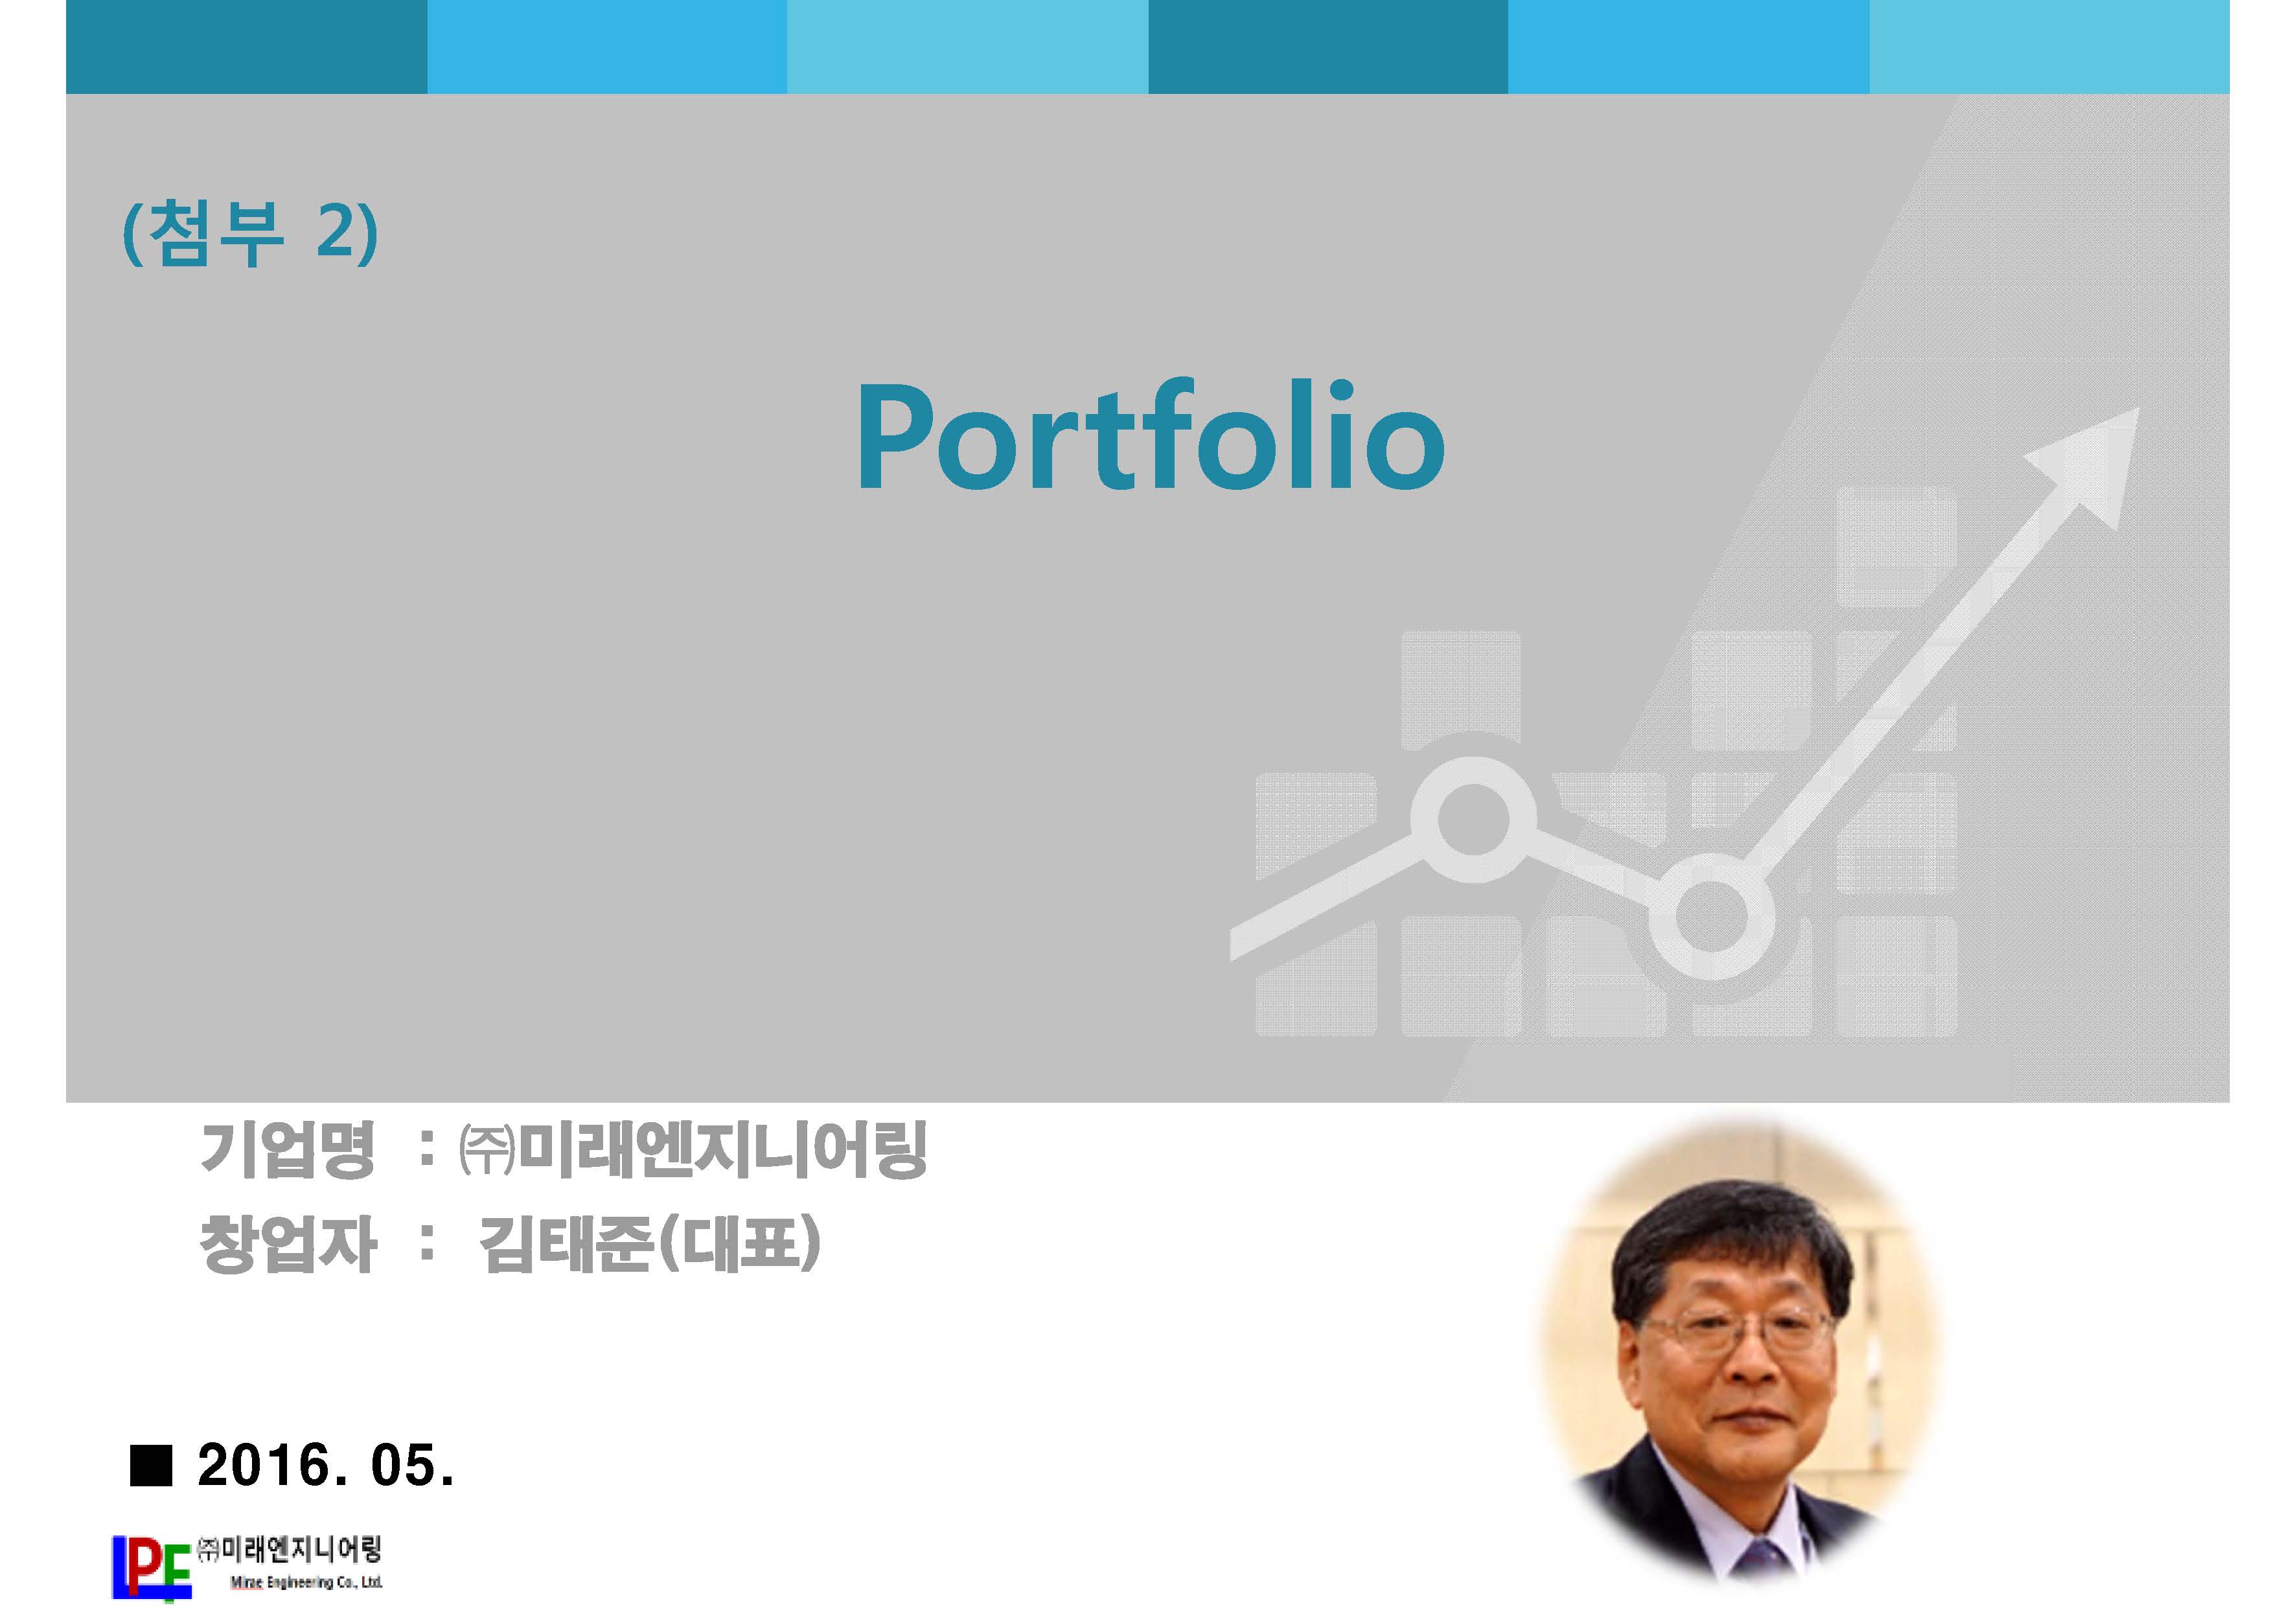 (첨부 2)
Portfolio
기업명 : ㈜미래엔지니어링
창업자 : 김태준(대표)
■ 2016. 05.
LPE ㈜미래엔지니어링
Mirae Engineering Co., Ltd.